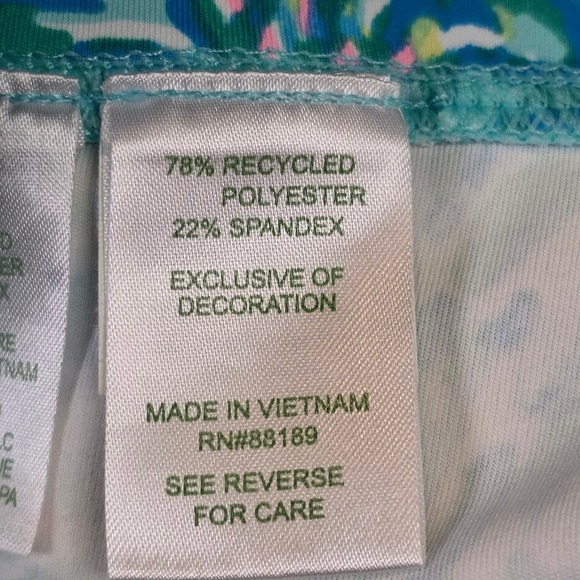 78% RECYCLED
POLYESTER
22% SPANDEX
EXCLUSIVE OF
DECORATION
MADE IN VIETNAM
RN#88189
SEE REVERSE
FOR CARE